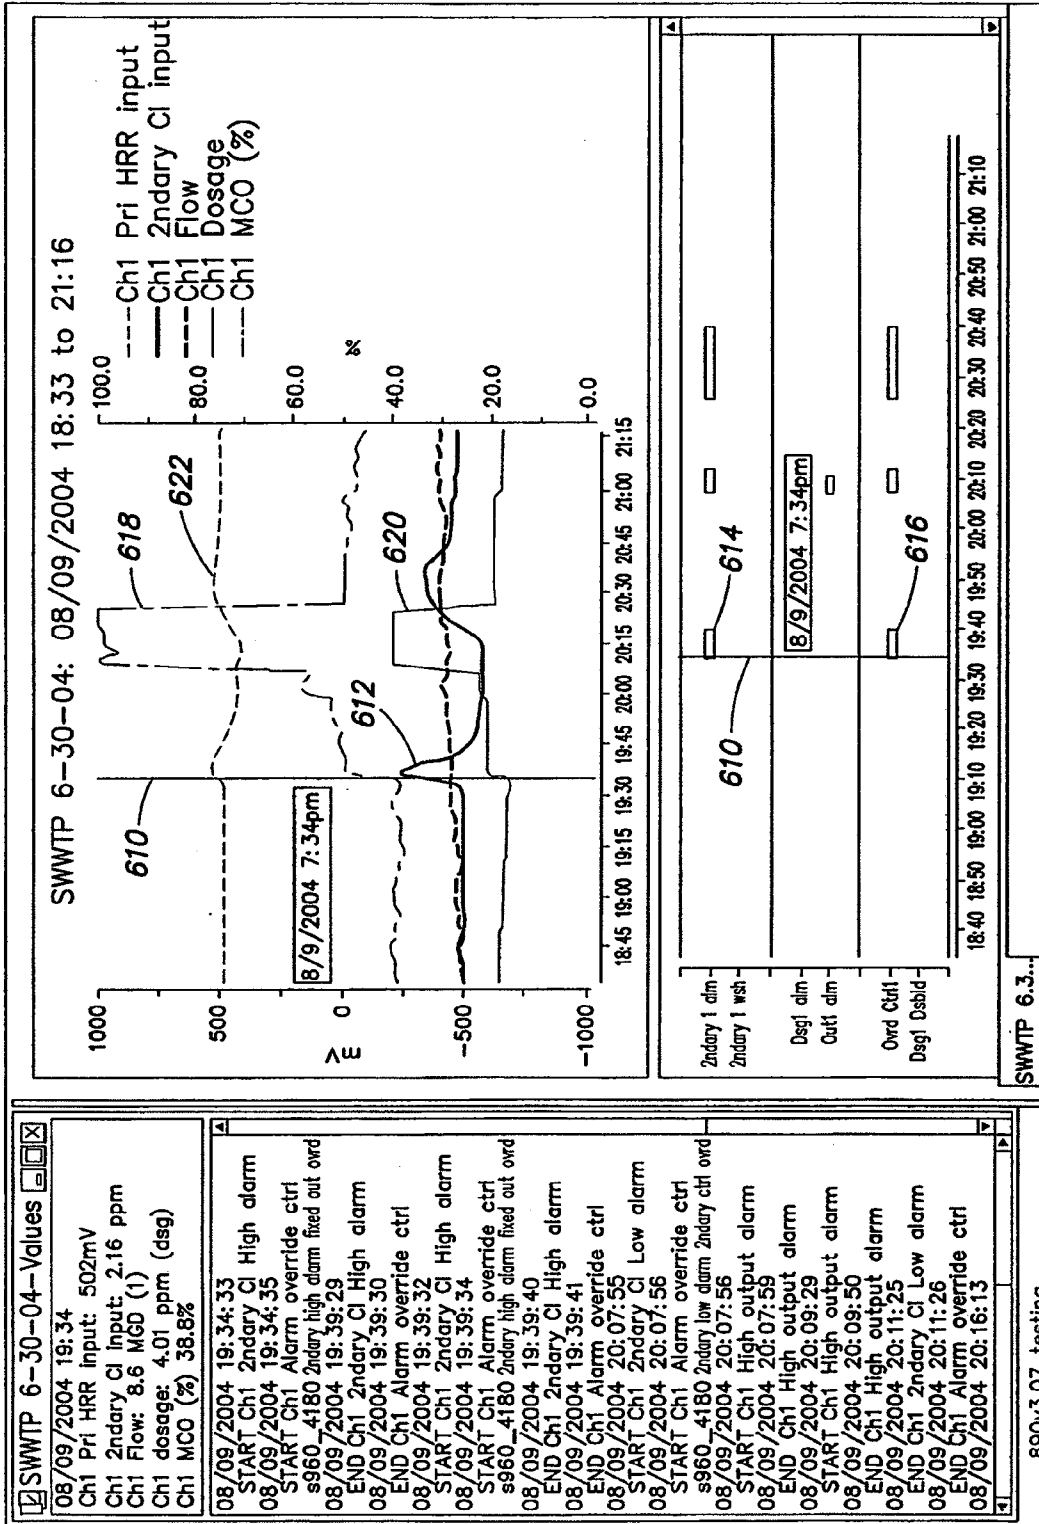 SWWTP 6-30-04-Values
08/09/2004 19:34
Ch1 Pri HRR input: 502mV
Ch1 2ndary Cl input: 2.16 ppm
Ch1 Flow: 8.6 MGD (1)
Ch1 dosage: 4.01 ppm (dsg)
Ch1 MCO (%) 38.8%
08/09/2004 19:34:33
START Ch1 2ndary Cl High alarm
08/09/2004 19:34:35
START Ch1 Alarm override ctrl
s960_4180 2ndary high alarm fixed out ovrd
08/09/2004 19:39:29
END Ch1 2ndary Cl High alarm
08/09/2004 19:39:30
END Ch1 Alarm override ctrl
08/09/2004 19:39:32
START Ch1 2ndary Cl High alarm
08/09/2004 19:39:34
START Ch1 Alarm override ctrl
s960_4180 2ndary high alarm fixed out ovrd
08/09/2004 19:39:40
END Ch1 2ndary Cl High alarm
08/09/2004 19:39:41
END Ch1 Alarm override ctrl
08/09/2004 20:07:55
START Ch1 2ndary Cl Low alarm
08/09/2004 20:07:56
START Ch1 Alarm override ctrl
s960_4180 2ndary low alarm 2ndary ctrl ovrd
08/09/2004 20:07:56
START Ch1 High output alarm
08/09/2004 20:07:59
END Ch1 High output alarm
08/09/2004 20:09:29
START Ch1 High output alarm
08/09/2004 20:09:50
END Ch1 High output alarm
08/09/2004 20:11:25
END Ch1 2ndary Cl Low alarm
08/09/2004 20:11:26
END Ch1 Alarm override ctrl
08/09/2004 20:16:13
890v3.07 testing
SWWTP 6-30-04: 08/09/2004 18:33 to 21:16
Ch1 Pri HRR input
Ch1 2ndary Cl input
Ch1 Flow
Ch1 Dosage
Ch1 MCO (%)
1000
500
0
-500
-1000
mV
100.0
80.0
60.0
40.0
20.0
0.0
%
610
8/9/2004 7:34pm
612
618
622
620
18:45 19:00 19:15 19:30 19:45 20:00 20:15 20:30 20:45 21:00 21:15
2ndary 1 alm
2ndary 1 wsh
Dsg1 alm
Out1 alm
Ovrd Ctrl1
Dsg1 Dsbld
610
614
8/9/2004 7:34pm
616
18:40 18:50 19:00 19:10 19:20 19:30 19:40 19:50 20:00 20:10 20:20 20:30 20:40 20:50 21:00 21:10
SWWTP 6.3...